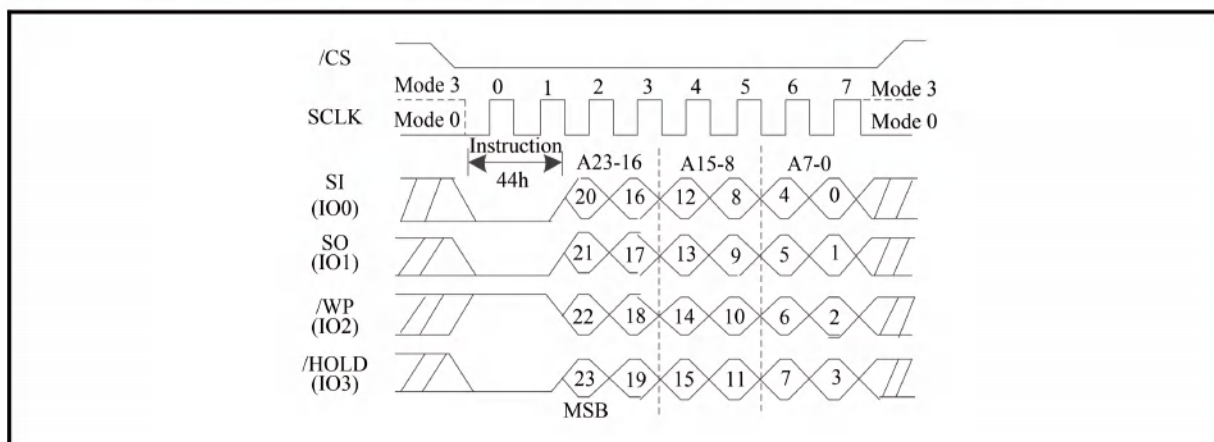 /CS
Mode 3 0 1 2 3 4 5 6 7 Mode 3
SCLK Mode 0 Mode 0
Instruction A23-16 A15-8 A7-0
44h
SI
(IO0) 20 16 12 8 4 0
SO
(IO1) 21 17 13 9 5 1
/WP
(IO2) 22 18 14 10 6 2
/HOLD
(IO3) 23 19 15 11 7 3
MSB